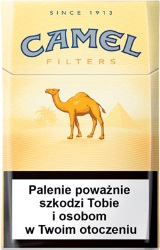 SINCE 1913
CAMEL
FILTERS
Palenie poważnie
szkodzi Tobie
i osobom
w Twoim otoczeniu